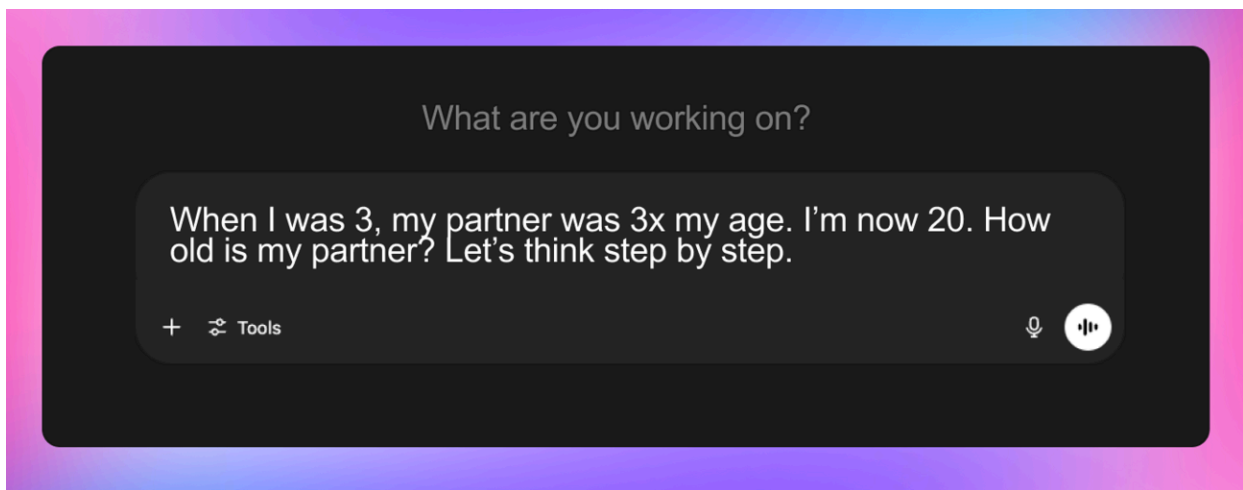 What are you working on?
When I was 3, my partner was 3x my age. I’m now 20. How
old is my partner? Let’s think step by step.
Tools